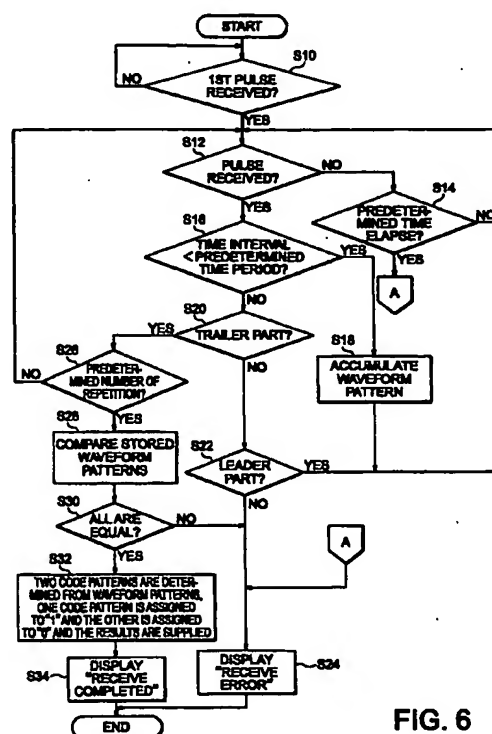 START
S10
1ST PULSE
RECEIVED?
NO
YES
S12
PULSE
RECEIVED?
NO
YES
S14
PREDETER-
MINED TIME
ELAPSE?
NO
YES
A
S16
TIME INTERVAL
< PREDETERMINED
TIME PERIOD?
YES
NO
S18
ACCUMULATE
WAVEFORM
PATTERN
S20
TRAILER PART?
YES
NO
S26
PREDETER-
MINED NUMBER OF
REPETITION?
NO
YES
S28
COMPARE STORED
WAVEFORM
PATTERNS
S22
LEADER
PART?
YES
NO
S30
ALL ARE
EQUAL?
NO
YES
A
S32
TWO CODE PATTERNS ARE DETER-
MINED FROM WAVEFORM PATTERNS,
ONE CODE PATTERN IS ASSIGNED
TO "1" AND THE OTHER IS ASSIGNED
TO "0" AND THE RESULTS ARE SUPPLIED
S34
DISPLAY
"RECEIVE
COMPLETED"
DISPLAY
"RECEIVE
ERROR"
S24
END
FIG. 6